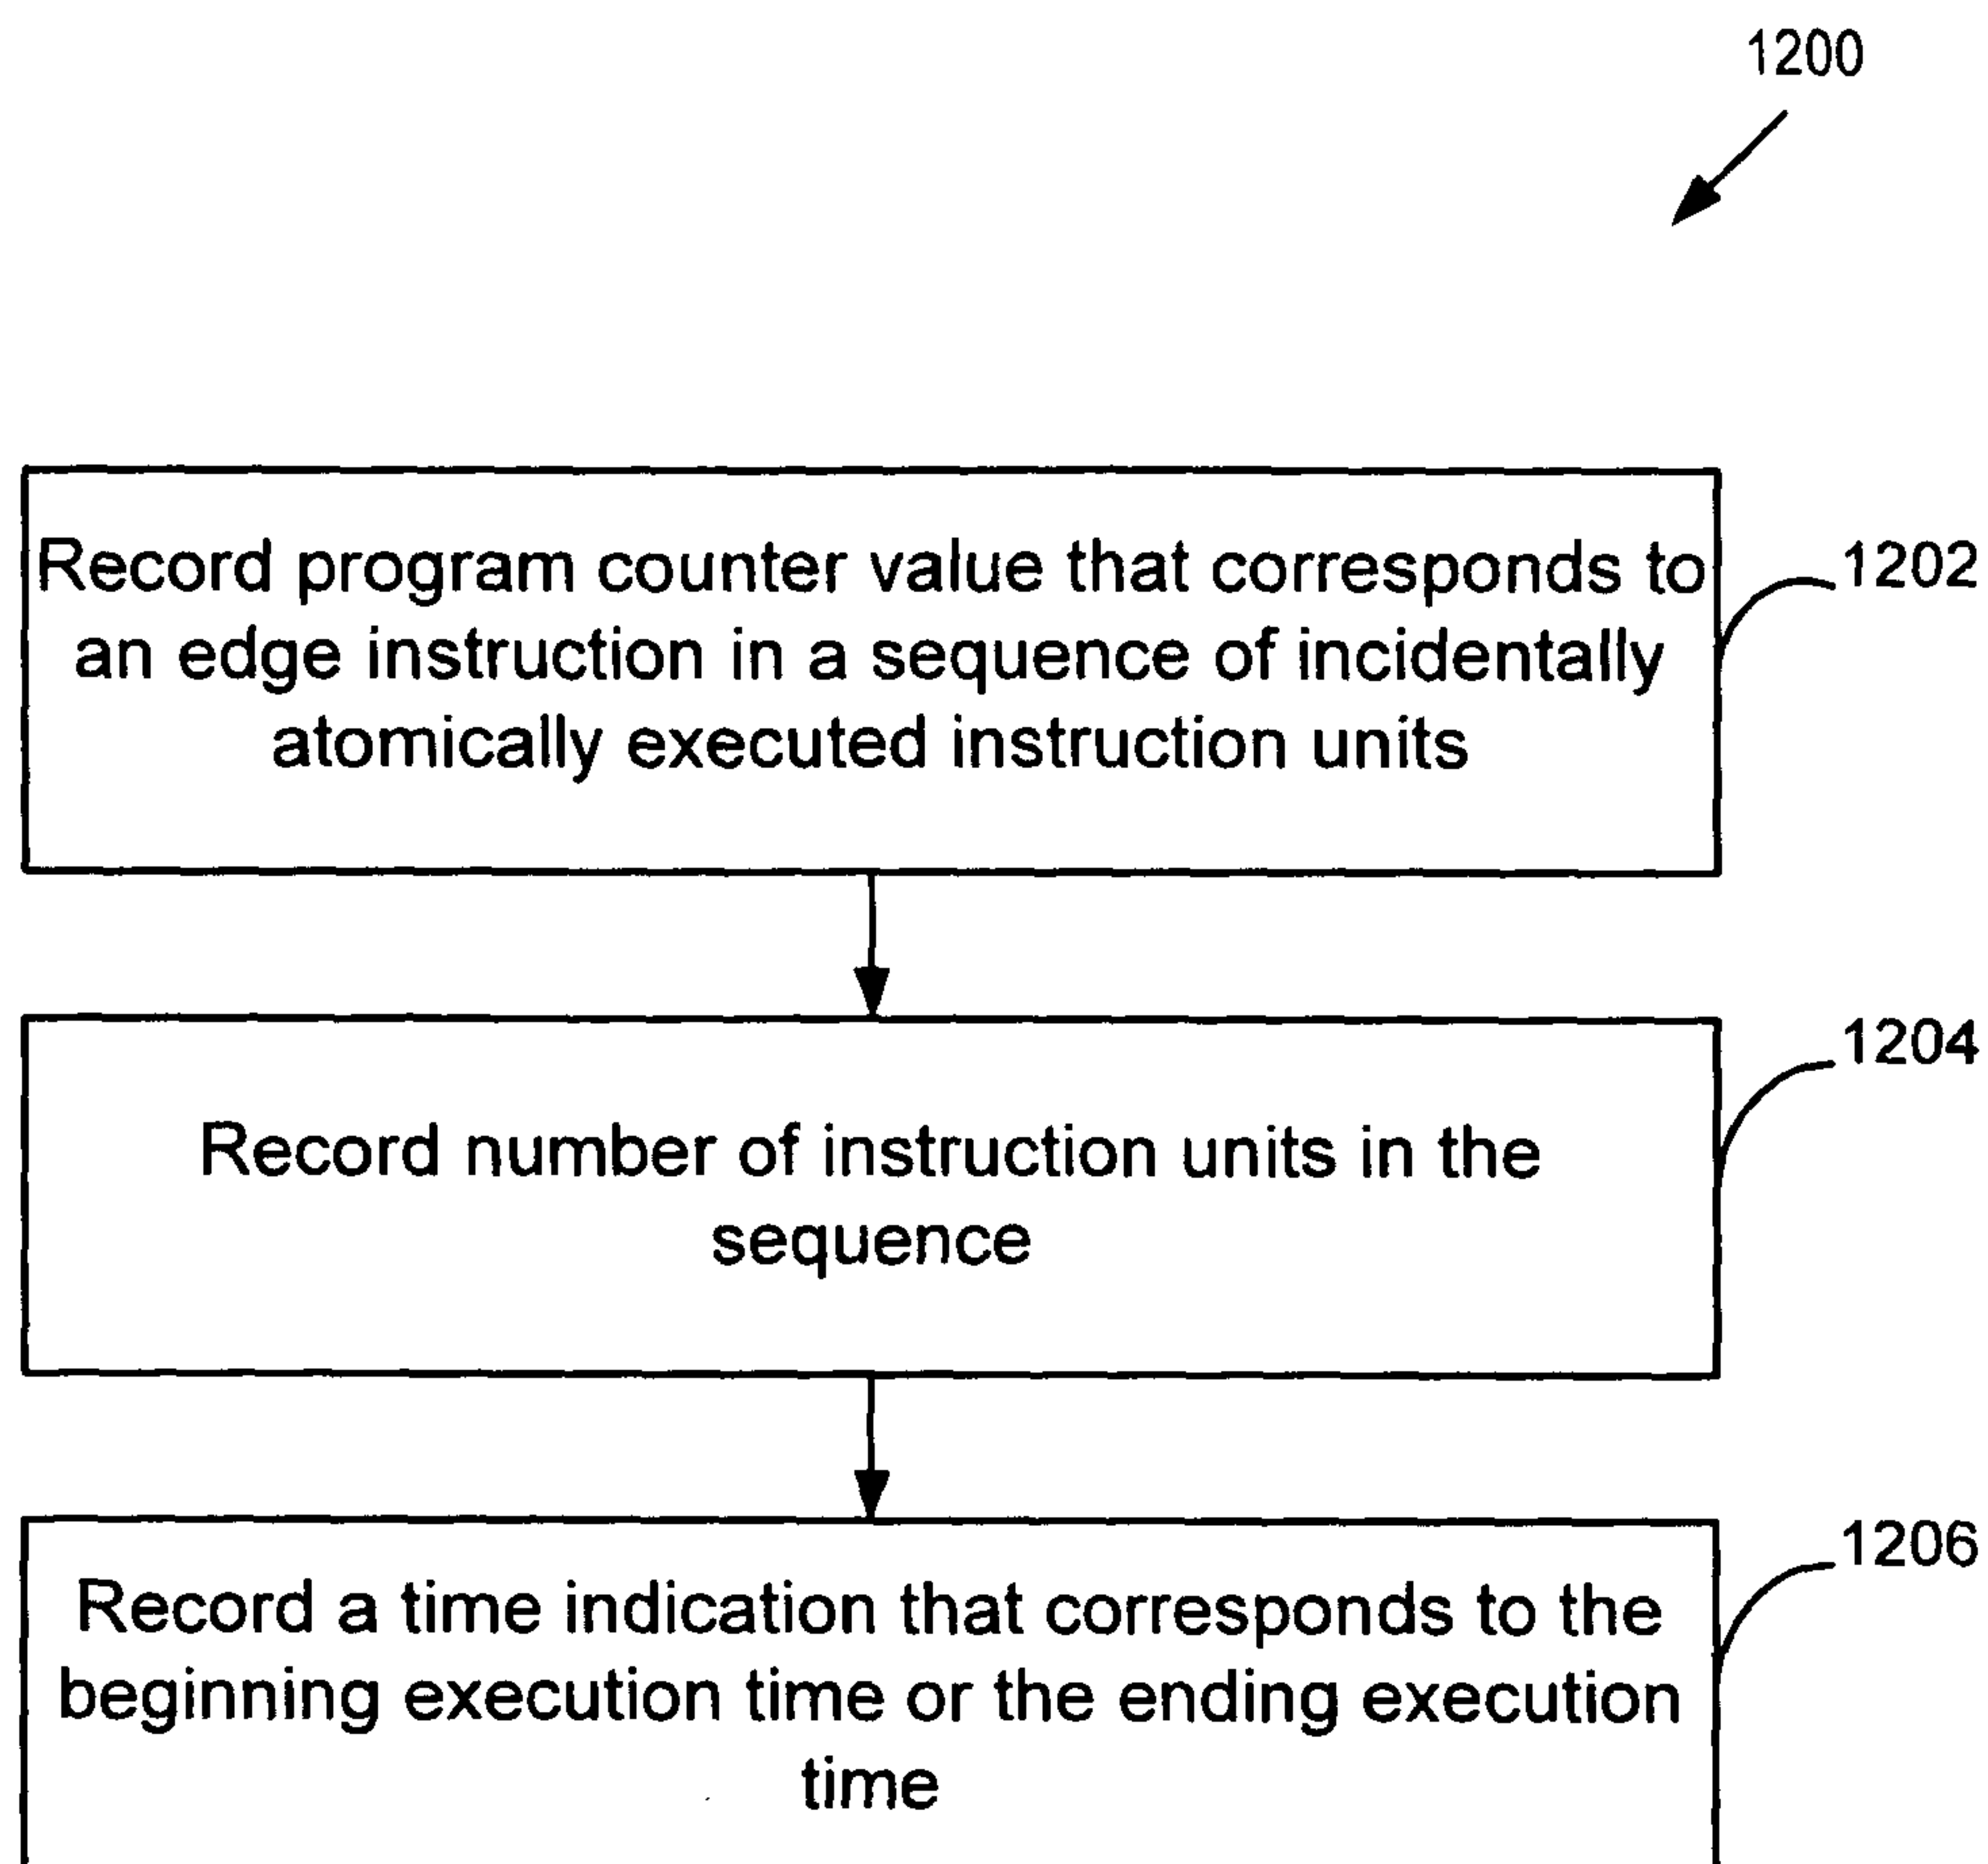 1200
Record program counter value that corresponds to
an edge instruction in a sequence of incidentally
atomically executed instruction units
1202
Record number of instruction units in the
sequence
1204
Record a time indication that corresponds to the
beginning execution time or the ending execution
time
1206